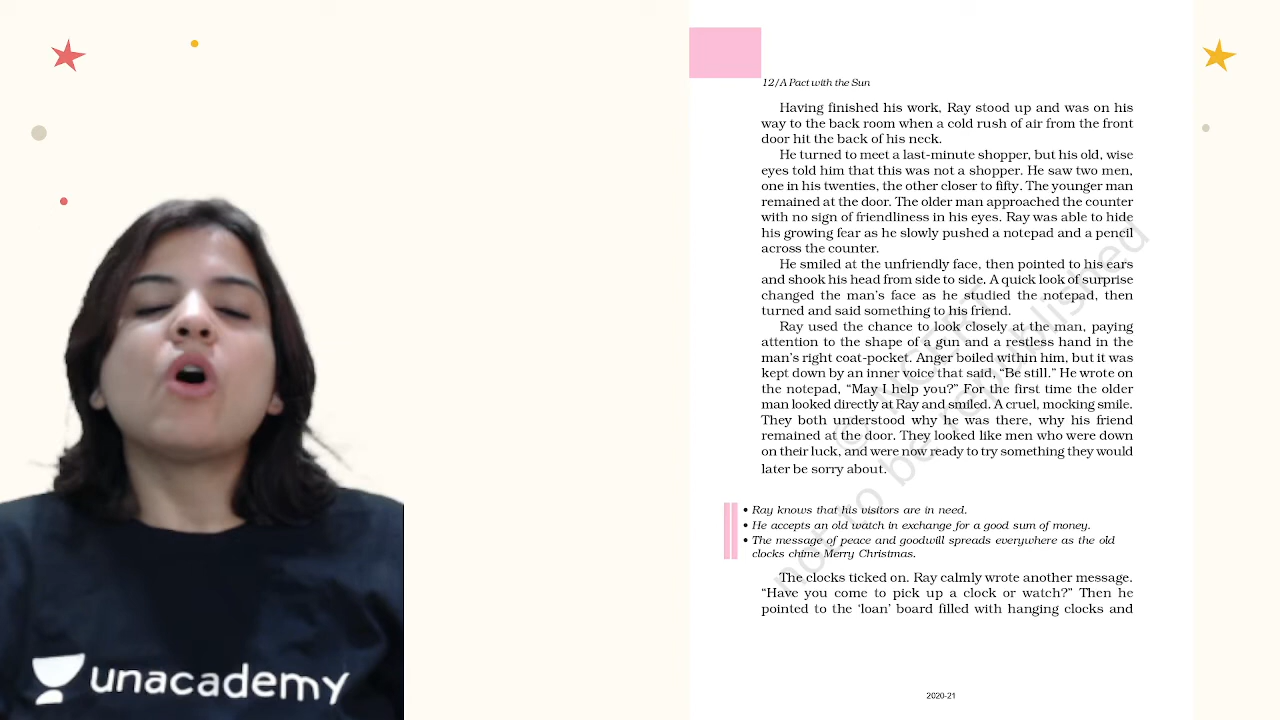 12/A Pact with the Sun
Having finished his work, Ray stood up and was on his
way to the back room when a cold rush of air from the front
door hit the back of his neck.
He turned to meet a last-minute shopper, but his old, wise
eyes told him that this was not a shopper. He saw two men,
one in his twenties, the other closer to fifty. The younger man
remained at the door. The older man approached the counter
with no sign of friendliness in his eyes. Ray was able to hide
his growing fear as he slowly pushed a notepad and a pencil
across the counter.
He smiled at the unfriendly face, then pointed to his ears
and shook his head from side to side. A quick look of surprise
changed the man's face as he studied the notepad, then
turned and said something to his friend.
Ray used the chance to look closely at the man, paying
attention to the shape of a gun and a restless hand in the
man's right coat-pocket. Anger boiled within him, but it was
kept down by an inner voice that said, “Be still.” He wrote on
the notepad, “May I help you?” For the first time the older
man looked directly at Ray and smiled. A cruel, mocking smile.
They both understood why he was there, why his friend
remained at the door. They looked like men who were down
on their luck, and were now ready to try something they would
later be sorry about.
• Ray knows that his visitors are in need.
• He accepts an old watch in exchange for a good sum of money.
• The message of peace and goodwill spreads everywhere as the old
clocks chime Merry Christmas.
The clocks ticked on. Ray calmly wrote another message.
“Have you come to pick up a clock or watch?” Then he
pointed to the ‘loan’ board filled with hanging clocks and
2020-21
not to be republished
unacademy